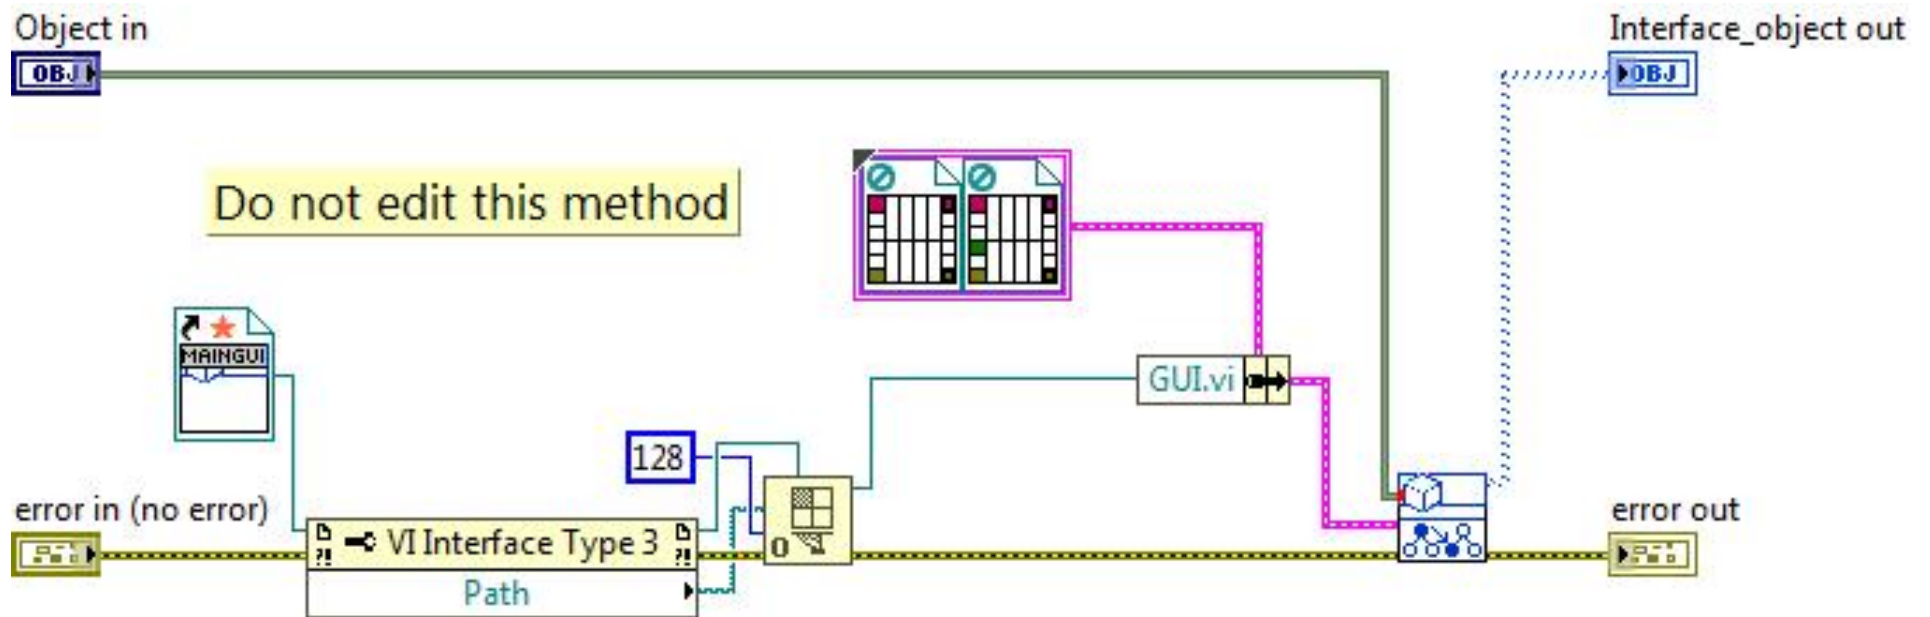 Object in
Interface_object out
OBJ
OBJ
Do not edit this method
MAINGUI
GUI.vi
128
error in (no error)
VI Interface Type 3
error out
?!
?!
0
Path